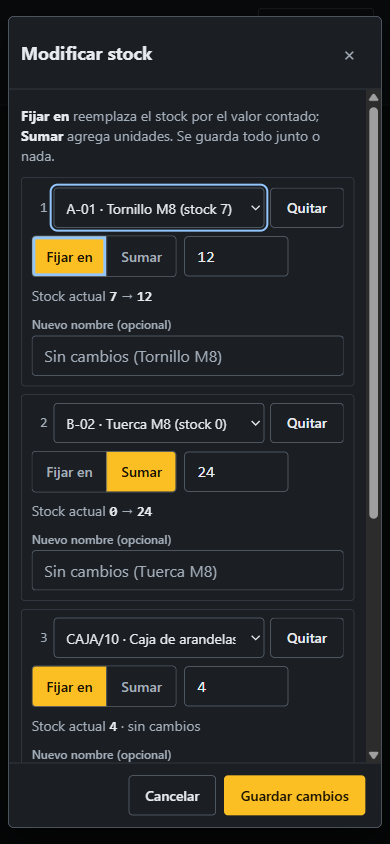 Modificar stock
×
Fijar en reemplaza el stock por el valor contado;
Sumar agrega unidades. Se guarda todo junto o
nada.
1 A-01 · Tornillo M8 (stock 7) Quitar
Fijar en Sumar 12
Stock actual 7 → 12
Nuevo nombre (opcional)
Sin cambios (Tornillo M8)
2 B-02 · Tuerca M8 (stock 0) Quitar
Fijar en Sumar 24
Stock actual 0 → 24
Nuevo nombre (opcional)
Sin cambios (Tuerca M8)
3 CAJA/10 · Caja de arandelas Quitar
Fijar en Sumar 4
Stock actual 4 · sin cambios
Nuevo nombre (opcional)
Cancelar Guardar cambios